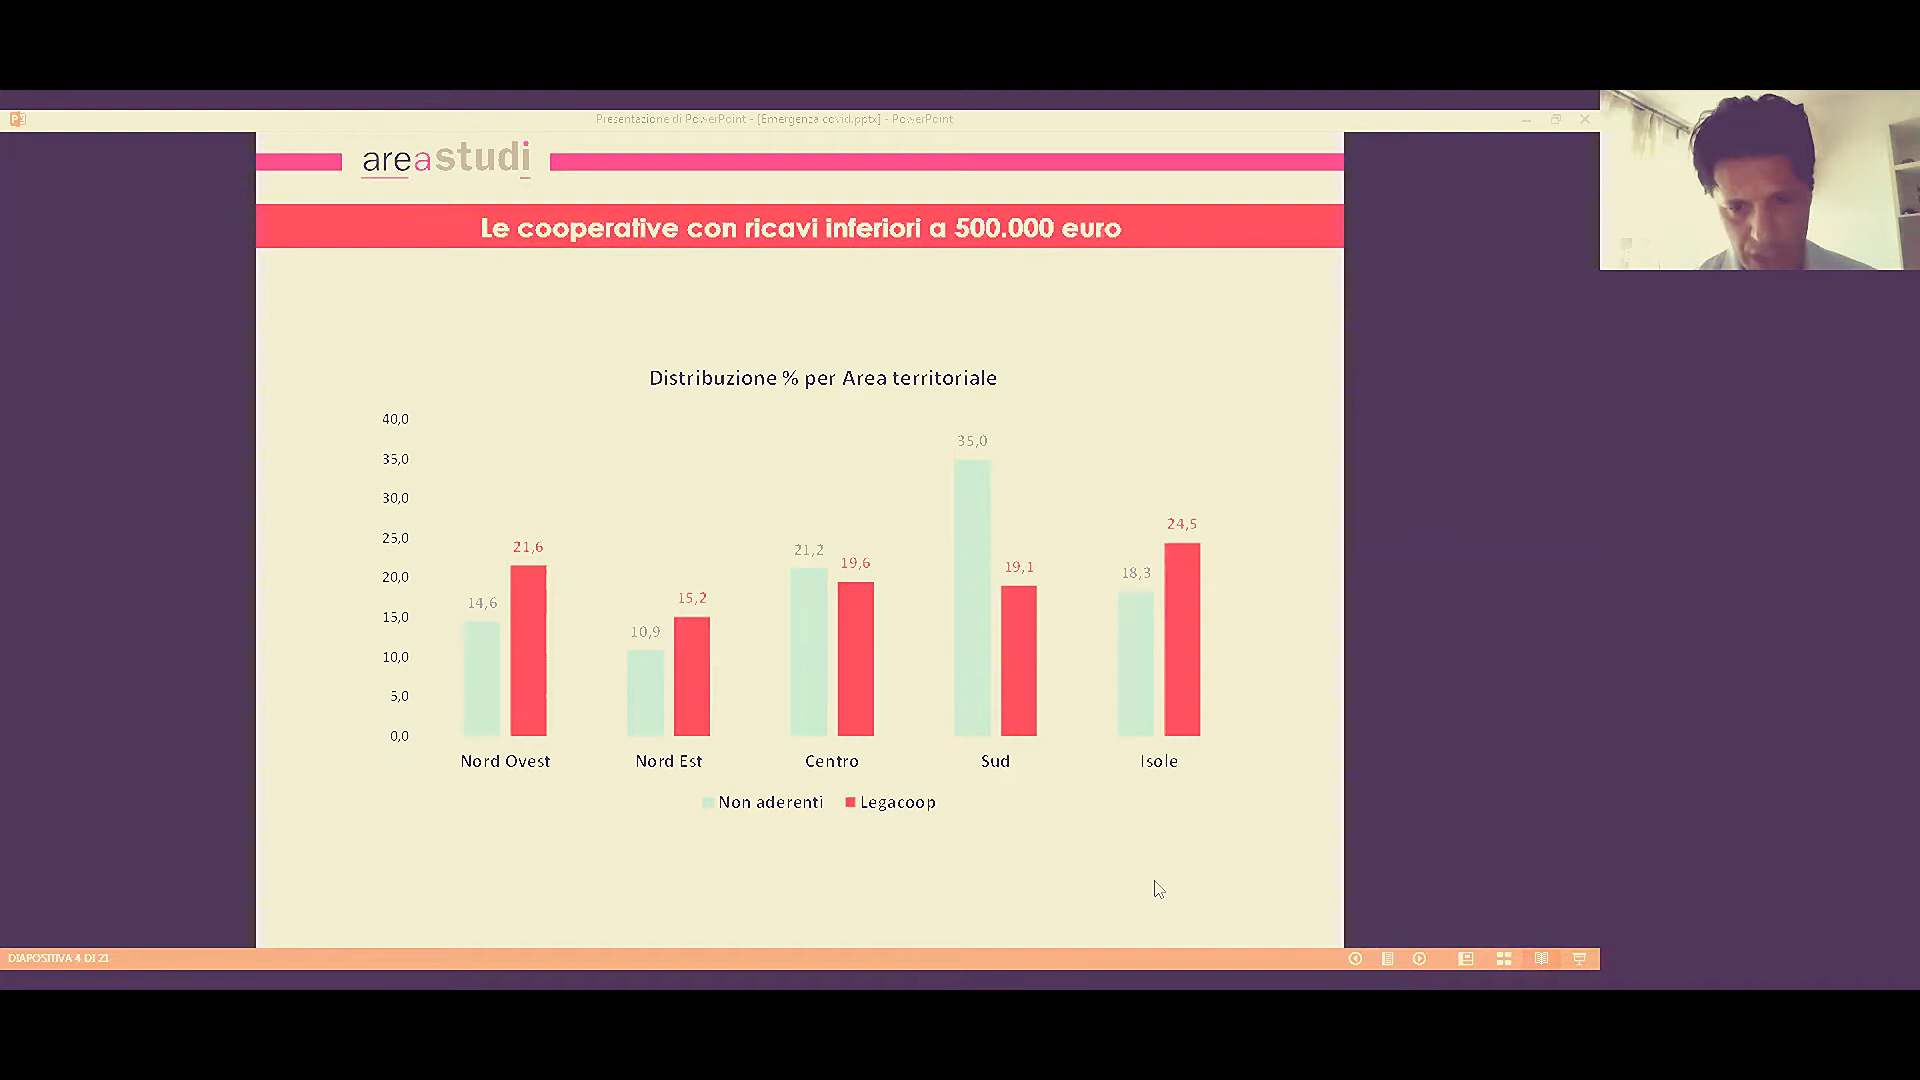 Presentazione di PowerPoint - [Emergenza covid.pptx] - PowerPoint
areastudi
Le cooperative con ricavi inferiori a 500.000 euro
Distribuzione % per Area territoriale
40,0
35,0
30,0
25,0
20,0
15,0
10,0
5,0
0,0
14,6
21,6
10,9
15,2
21,2
19,6
35,0
19,1
18,3
24,5
Nord Ovest
Nord Est
Centro
Sud
Isole
Non aderenti
Legacoop
DIAPOSITIVA 4 DI 21